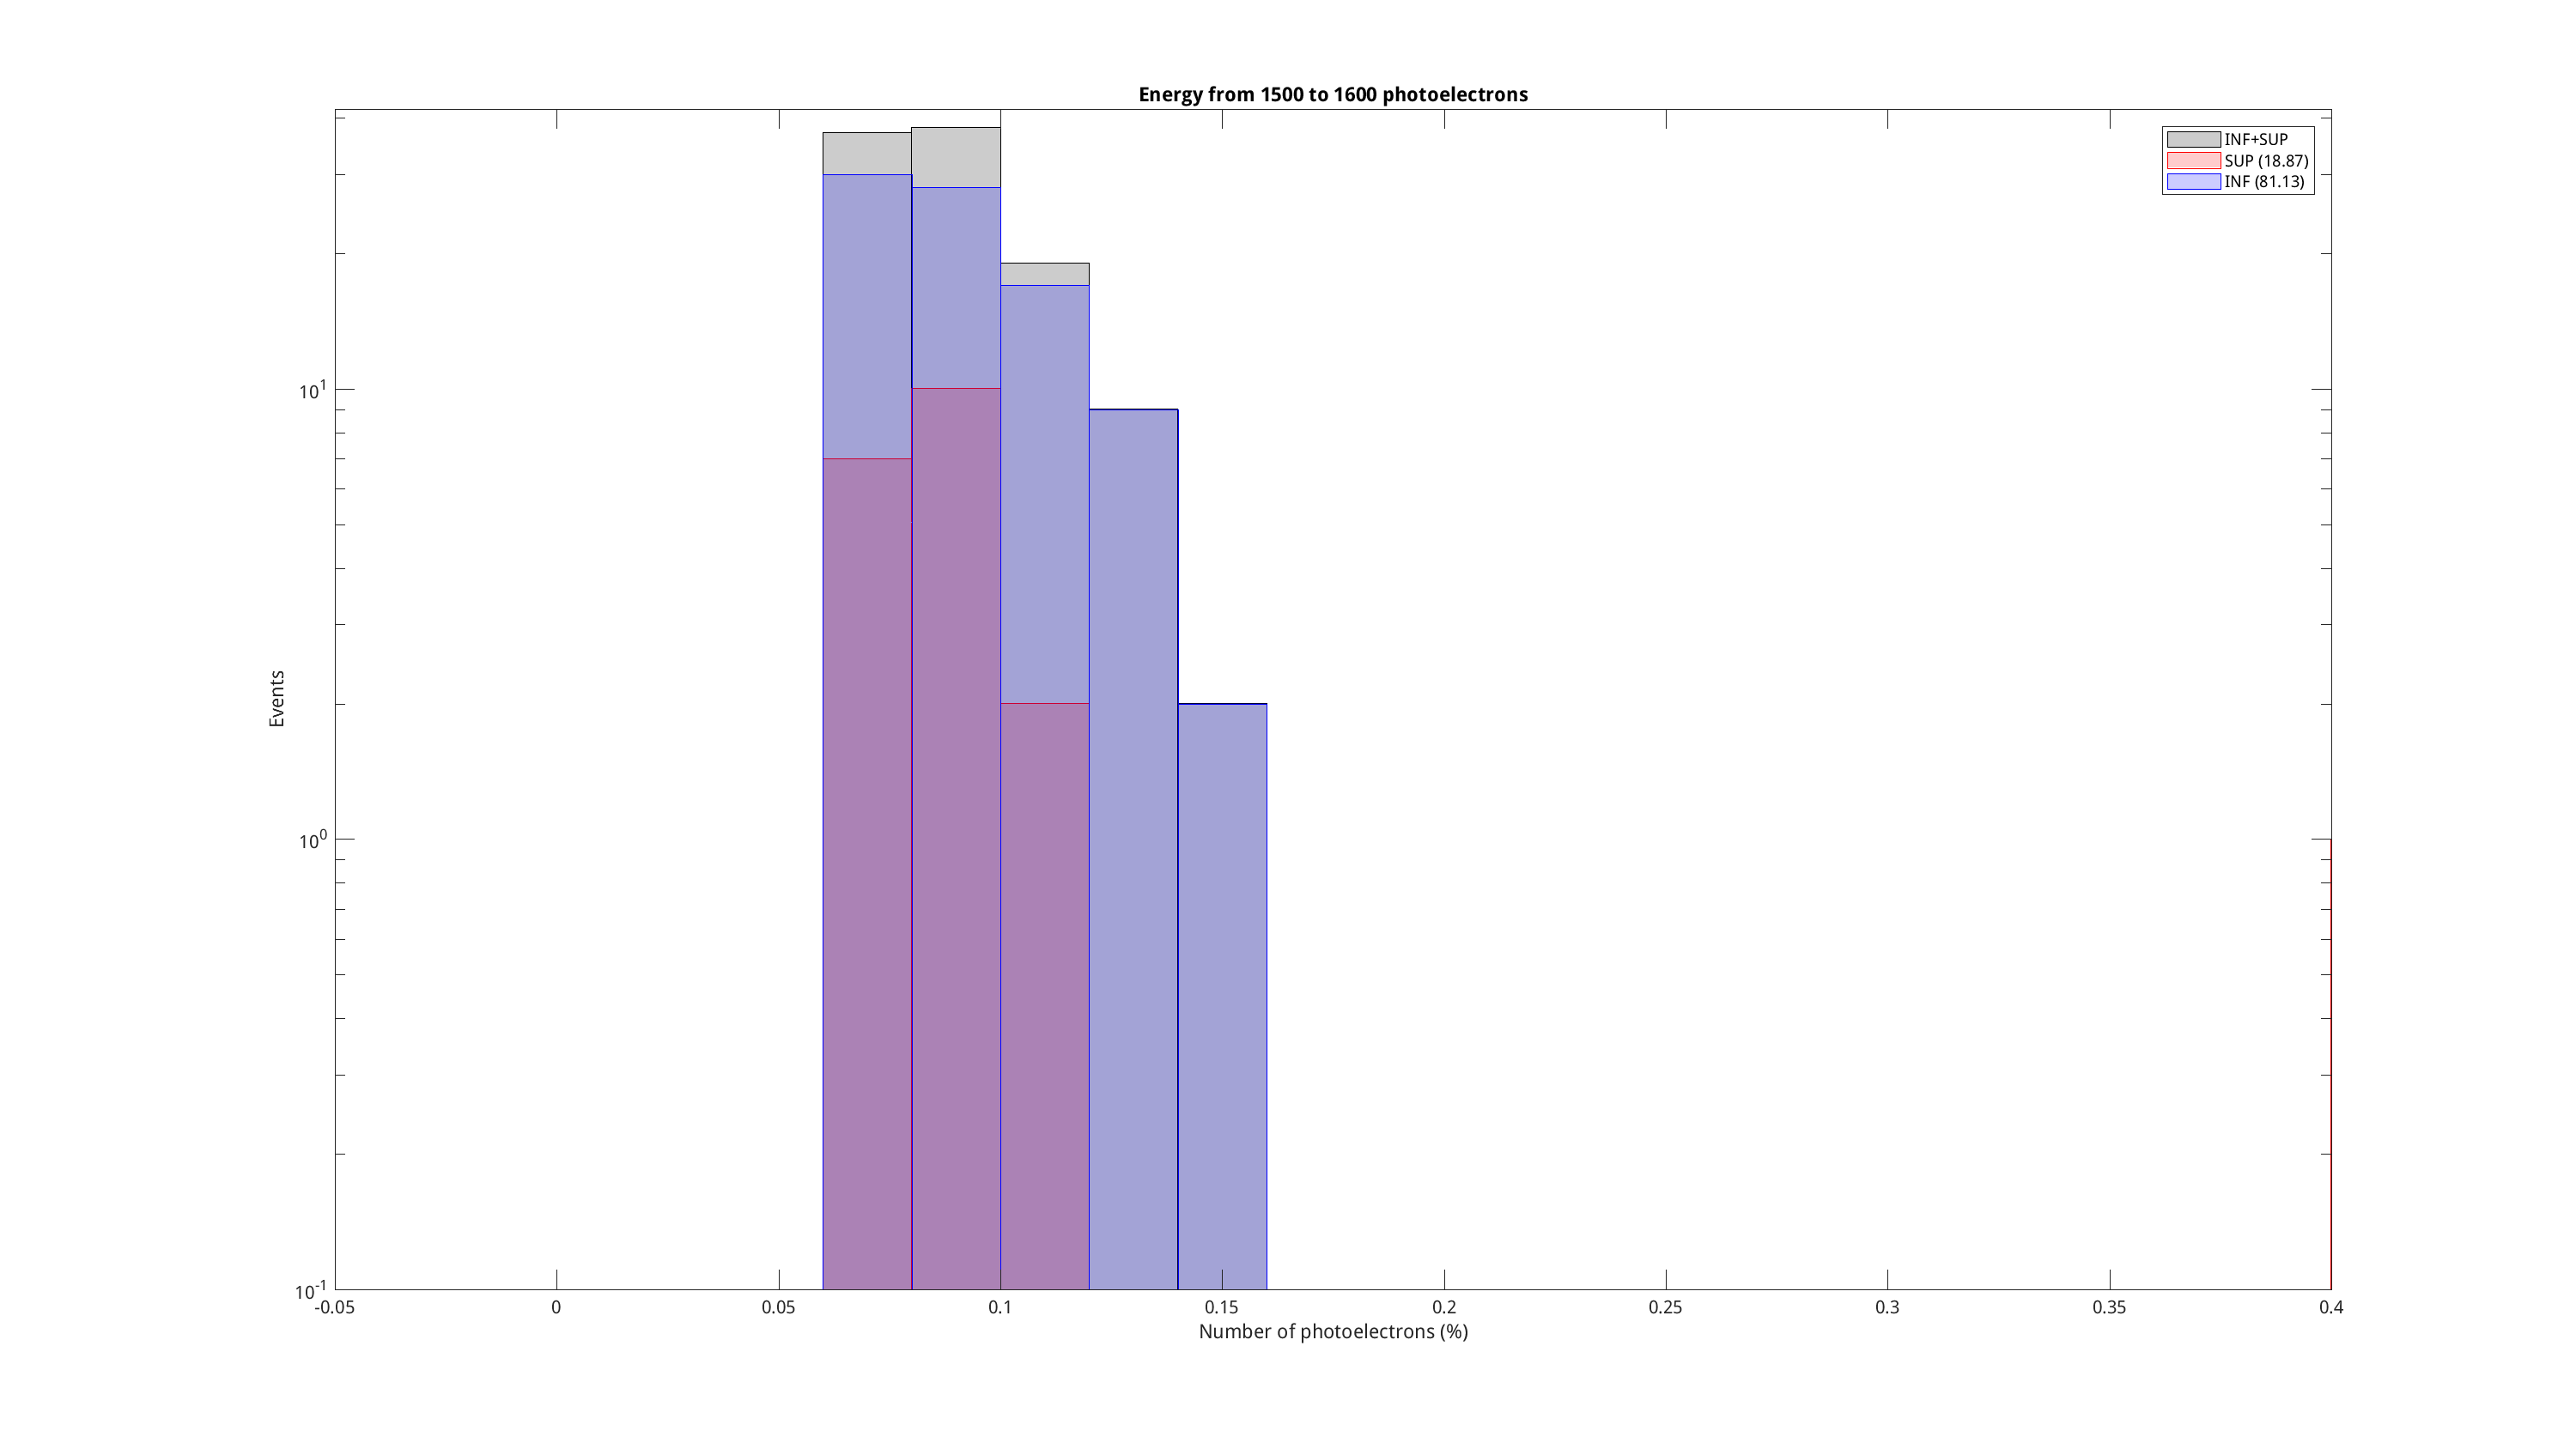 Energy from 1500 to 1600 photoelectrons
INF+SUP
SUP (18.87)
INF (81.13)
Events
10^1
10^0
10^-1
-0.05 0 0.05 0.1 0.15 0.2 0.25 0.3 0.35 0.4
Number of photoelectrons (%)